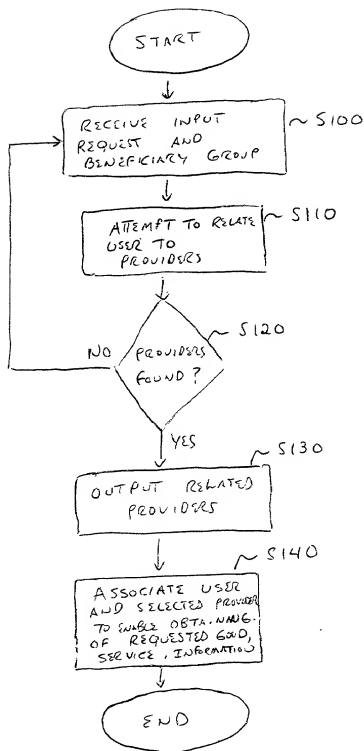 START
RECEIVE INPUT
REQUEST AND
BENEFICIARY GROUP
~ S100
ATTEMPT TO RELATE
USER TO
PROVIDERS
~ S110
PROVIDERS
FOUND?
~ S120
NO
YES
OUTPUT RELATED
PROVIDERS
~ S130
ASSOCIATE USER
AND SELECTED PROVIDER
TO ENABLE OBTAINING
OF REQUESTED GOOD,
SERVICE, INFORMATION
~ S140
END